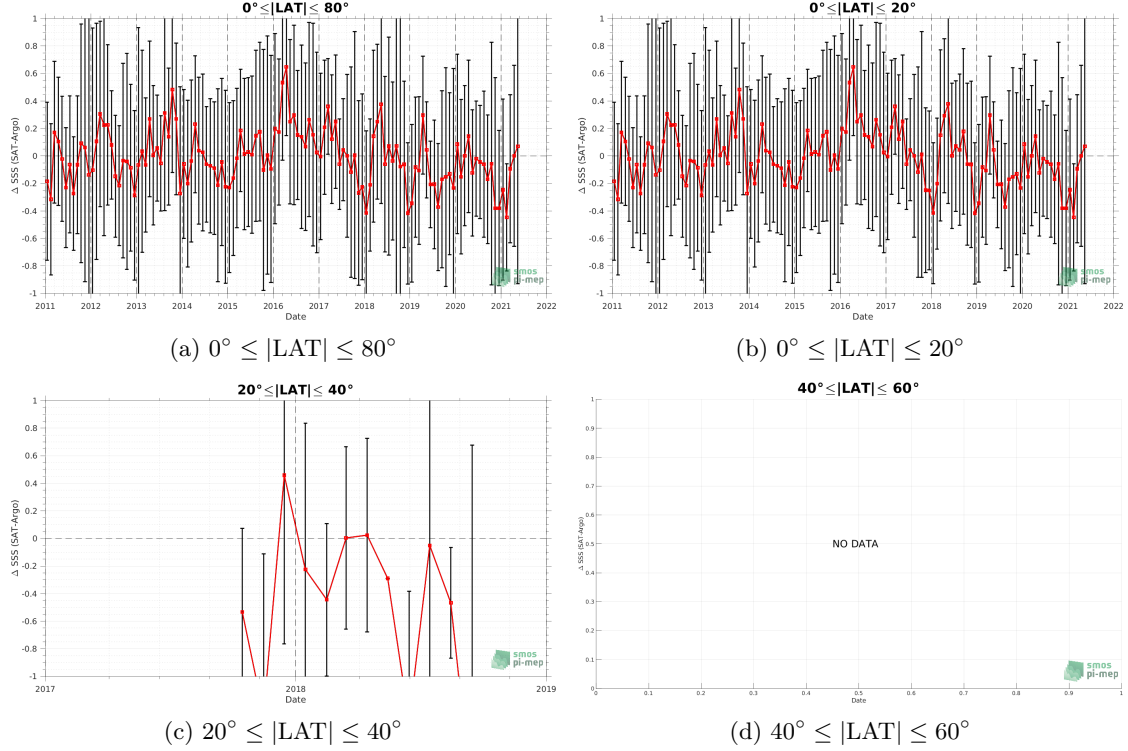 0°≤|LAT|≤ 80°
Δ SSS (SAT-Argo)
1
0.8
0.6
0.4
0.2
0
-0.2
-0.4
-0.6
-0.8
-1
2011 2012 2013 2014 2015 2016 2017 2018 2019 2020 2021 2022
Date
smos
pi-mep
(a) 0° ≤ |LAT| ≤ 80°
0°≤|LAT|≤ 20°
Δ SSS (SAT-Argo)
1
0.8
0.6
0.4
0.2
0
-0.2
-0.4
-0.6
-0.8
-1
2011 2012 2013 2014 2015 2016 2017 2018 2019 2020 2021 2022
Date
smos
pi-mep
(b) 0° ≤ |LAT| ≤ 20°
20°≤|LAT|≤ 40°
Δ SSS (SAT-Argo)
1
0.8
0.6
0.4
0.2
0
-0.2
-0.4
-0.6
-0.8
-1
2017 2018 2019
Date
smos
pi-mep
(c) 20° ≤ |LAT| ≤ 40°
40°≤|LAT|≤ 60°
Δ SSS (SAT-Argo)
1
0.9
0.8
0.7
0.6
0.5
0.4
0.3
0.2
0.1
0
NO DATA
0 0.1 0.2 0.3 0.4 0.5 0.6 0.7 0.8 0.9 1
Date
smos
pi-mep
(d) 40° ≤ |LAT| ≤ 60°